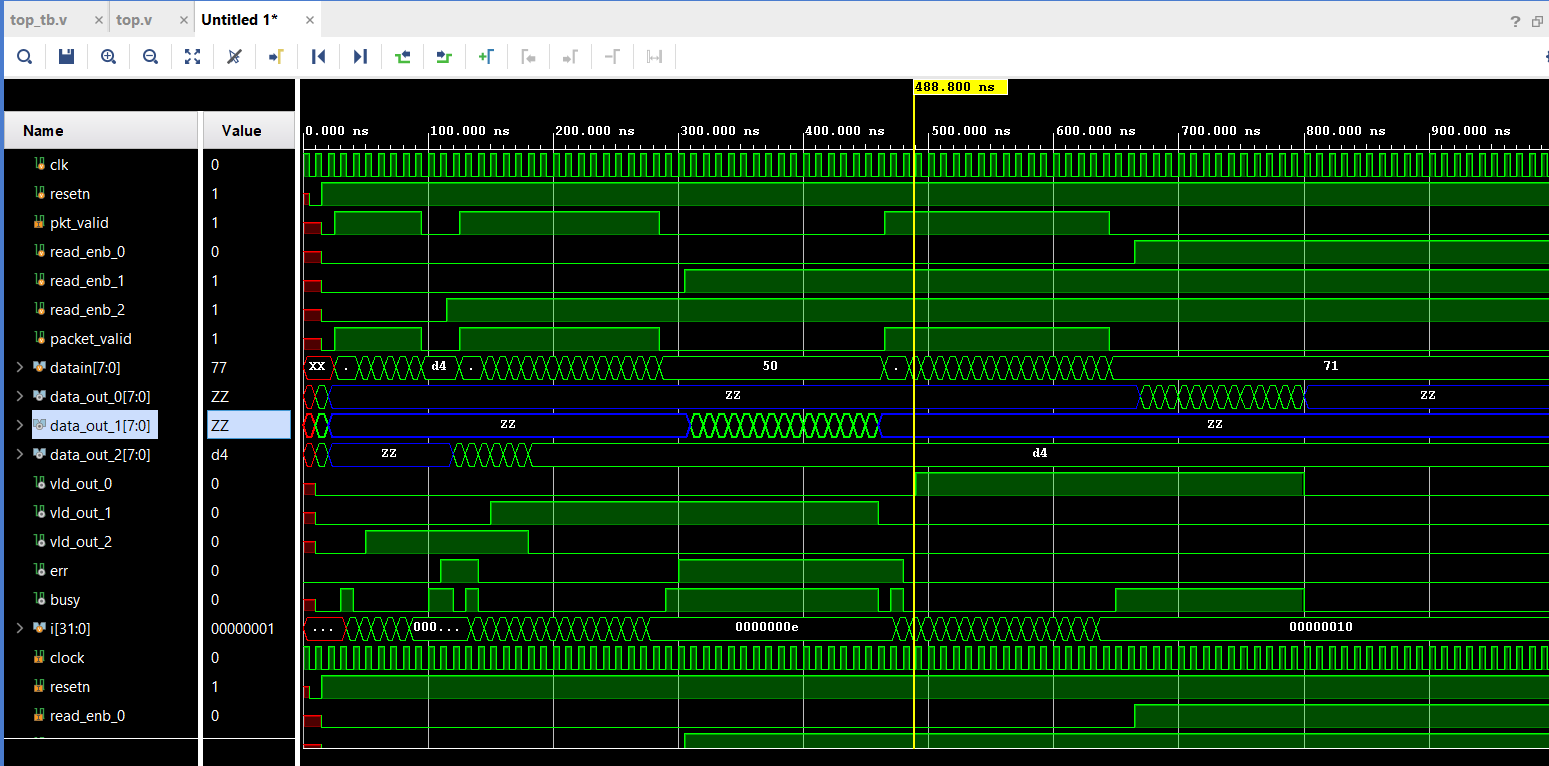 top_tb.v × top.v × Untitled 1* ×
?
488.800 ns
Name Value
0.000 ns 100.000 ns 200.000 ns 300.000 ns 400.000 ns 500.000 ns 600.000 ns 700.000 ns 800.000 ns 900.000 ns
clk 0
resetn 1
pkt_valid 1
read_enb_0 0
read_enb_1 1
read_enb_2 1
packet_valid 1
datain[7:0] 77 XX . d4 . 50 . 71
data_out_0[7:0] ZZ ZZ ZZ
data_out_1[7:0] ZZ ZZ ZZ
data_out_2[7:0] d4 ZZ d4
vld_out_0 0
vld_out_1 0
vld_out_2 0
err 0
busy 0
i[31:0] 00000001 ... 000... 0000000e 00000010
clock 0
resetn 1
read_enb_0 0